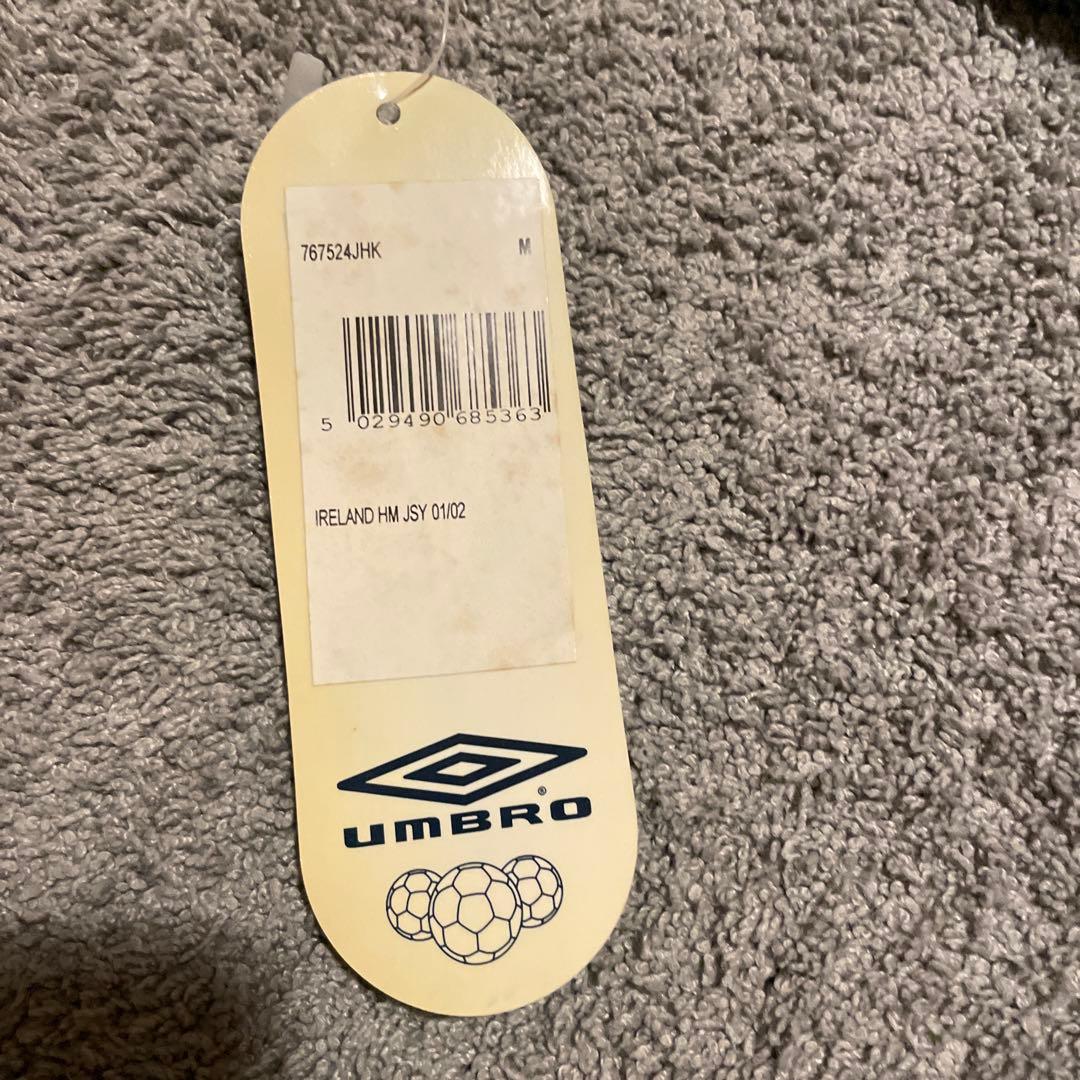 767524JHK M
5 029490 685363
IRELAND HM JSY 01/02
UMBRO®